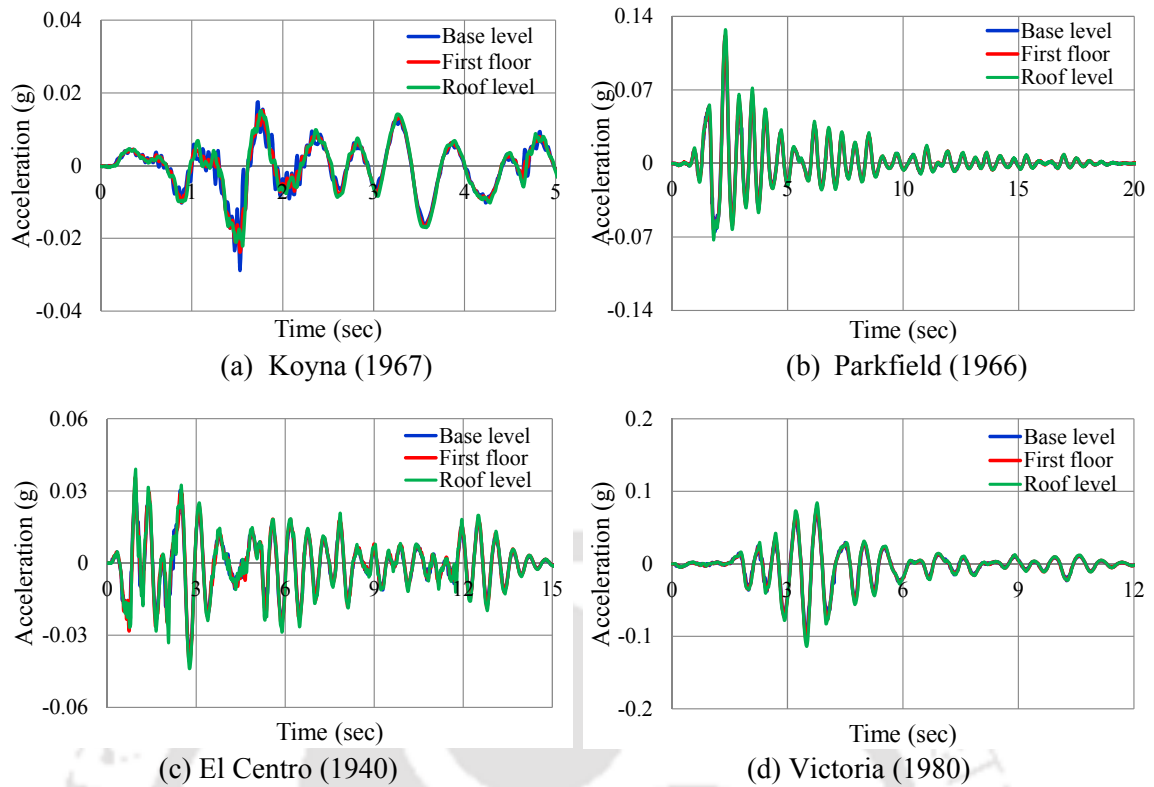 0.04
0.02
0
-0.02
-0.04
0
1
2
3
4
5
Acceleration (g)
Time (sec)
Base level
First floor
Roof level
(a) Koyna (1967)
0.14
0.07
0
-0.07
-0.14
0
5
10
15
20
Acceleration (g)
Time (sec)
Base level
First floor
Roof level
(b) Parkfield (1966)
0.06
0.03
0
-0.03
-0.06
0
3
6
9
12
15
Acceleration (g)
Time (sec)
Base level
First floor
Roof level
(c) El Centro (1940)
0.2
0.1
0
-0.1
-0.2
0
3
6
9
12
Acceleration (g)
Time (sec)
Base level
First floor
Roof level
(d) Victoria (1980)